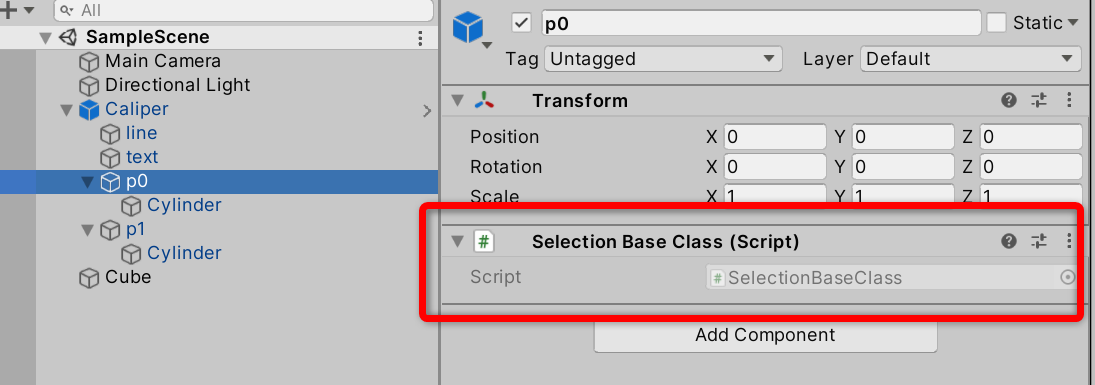 All
SampleScene
Main Camera
Directional Light
Caliper
line
text
p0
Cylinder
p1
Cylinder
Cube
p0
Static
Tag Untagged Layer Default
Transform
Position X 0 Y 0 Z 0
Rotation X 0 Y 0 Z 0
Scale X 1 Y 1 Z 1
# Selection Base Class (Script)
Script # SelectionBaseClass
Add Component